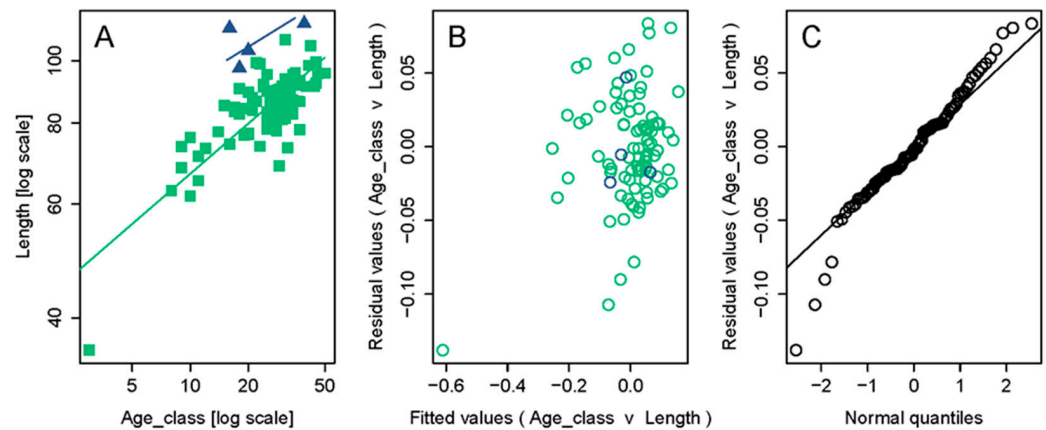 A
Length [log scale]
100
80
60
40
5 10 20 50
Age_class [log scale]
B
Residual values ( Age_class v Length )
0.05
0.00
−0.05
−0.10
−0.6 −0.4 −0.2 0.0
Fitted values ( Age_class v Length )
C
Residual values ( Age_class v Length )
0.05
0.00
−0.05
−0.10
−2 −1 0 1 2
Normal quantiles